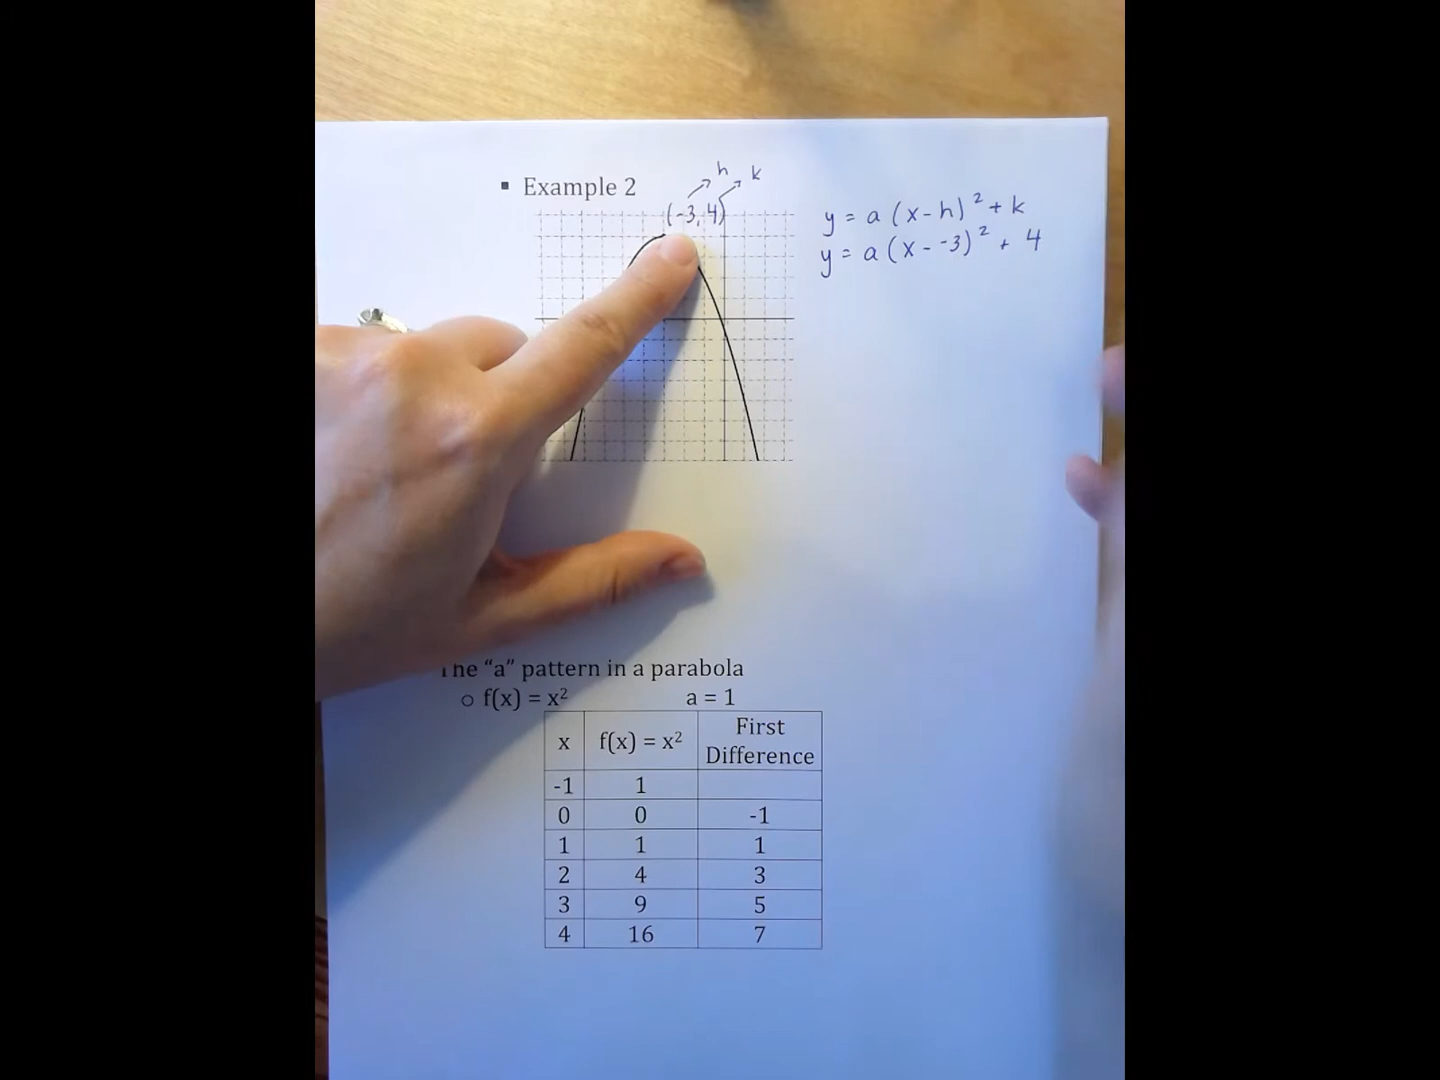 ▪ Example 2
h k
(-3, 4)
y = a (x - h)² + k
y = a (x - -3)² + 4
The “a” pattern in a parabola
○ f(x) = x² a = 1
x f(x) = x² First Difference
-1 1
0 0 -1
1 1 1
2 4 3
3 9 5
4 16 7